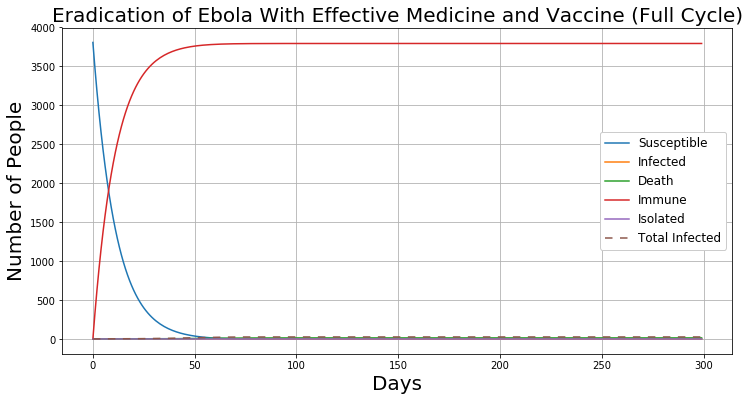 Eradication of Ebola With Effective Medicine and Vaccine (Full Cycle)
4000
3500
3000
2500
2000
1500
1000
500
0
Number of People
Susceptible
Infected
Death
Immune
Isolated
Total Infected
0 50 100 150 200 250 300
Days